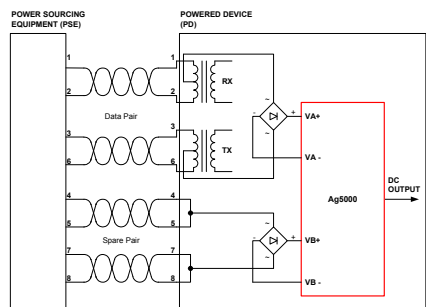 POWER SOURCING
EQUIPMENT (PSE)
POWERED DEVICE
(PD)
1
1
RX
2
2
Data Pair
3
3
TX
6
6
~
-
+
~
VA+
VA -
4
4
5
5
Spare Pair
7
7
8
8
~
-
+
~
VB+
VB -
Ag5000
DC
OUTPUT